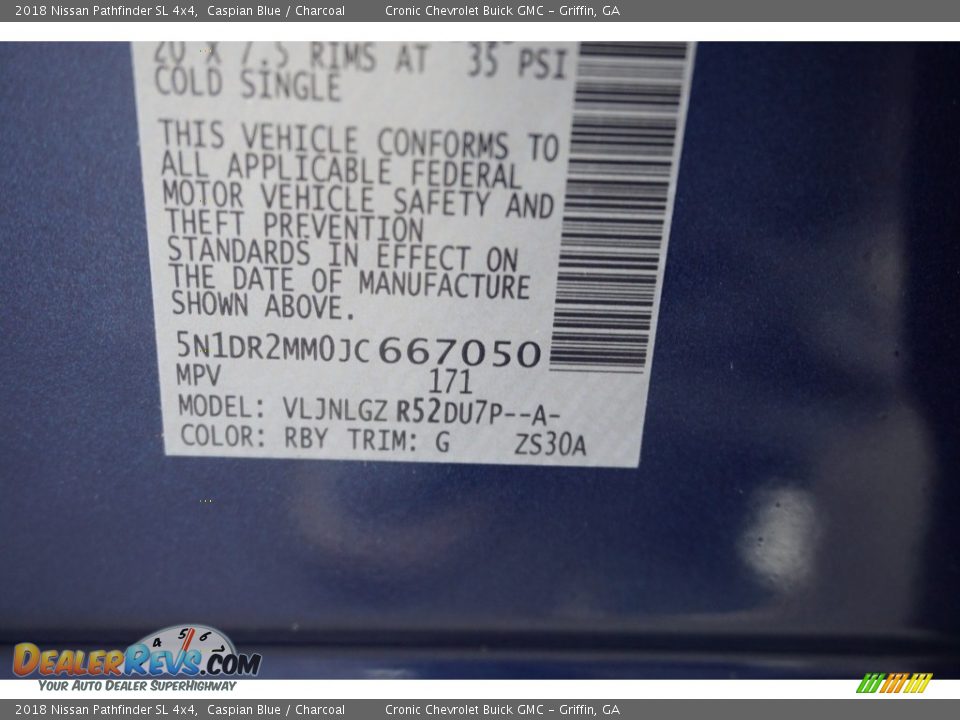 2018 Nissan Pathfinder SL 4x4, Caspian Blue / Charcoal Cronic Chevrolet Buick GMC - Griffin, GA
20 X 7.5 RIMS AT 35 PSI
COLD SINGLE
THIS VEHICLE CONFORMS TO
ALL APPLICABLE FEDERAL
MOTOR VEHICLE SAFETY AND
THEFT PREVENTION
STANDARDS IN EFFECT ON
THE DATE OF MANUFACTURE
SHOWN ABOVE.
5N1DR2MM0JC667050
MPV 171
MODEL: VLJNLGZ R52DU7P--A-
COLOR: RBY TRIM: G ZS30A
4 5 6
DEALERREVS.COM
YOUR AUTO DEALER SUPERHIGHWAY
2018 Nissan Pathfinder SL 4x4, Caspian Blue / Charcoal Cronic Chevrolet Buick GMC - Griffin, GA